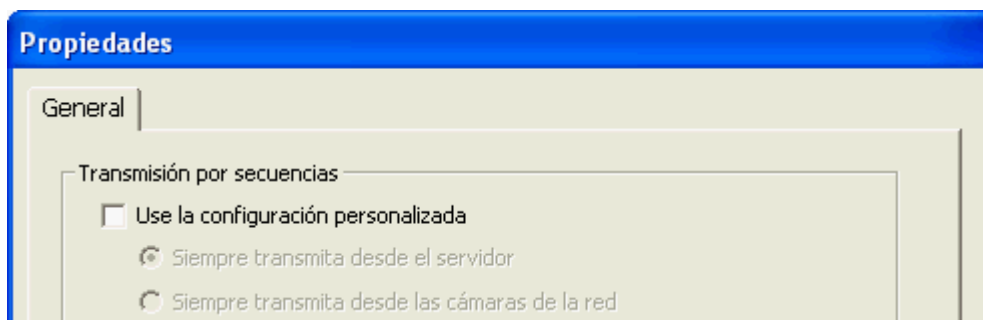 Propiedades
General
Transmisión por secuencias
Use la configuración personalizada
Siempre transmita desde el servidor
Siempre transmita desde las cámaras de la red